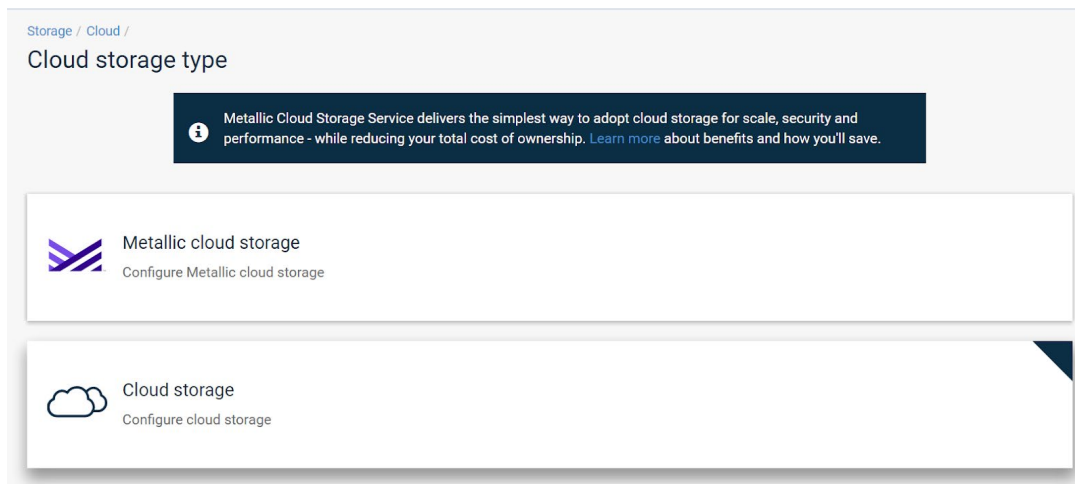 Storage / Cloud /
Cloud storage type
Metallic Cloud Storage Service delivers the simplest way to adopt cloud storage for scale, security and
performance - while reducing your total cost of ownership. Learn more about benefits and how you'll save.
Metallic cloud storage
Configure Metallic cloud storage
Cloud storage
Configure cloud storage